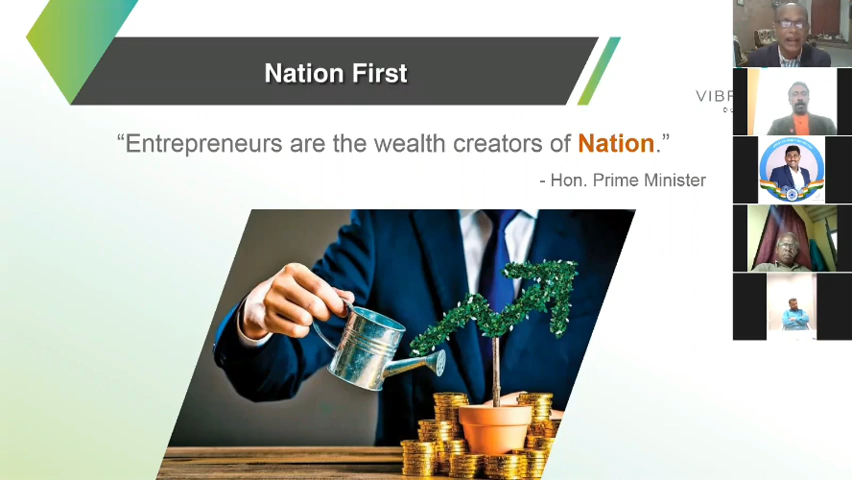 Nation First
“Entrepreneurs are the wealth creators of Nation.”
- Hon. Prime Minister